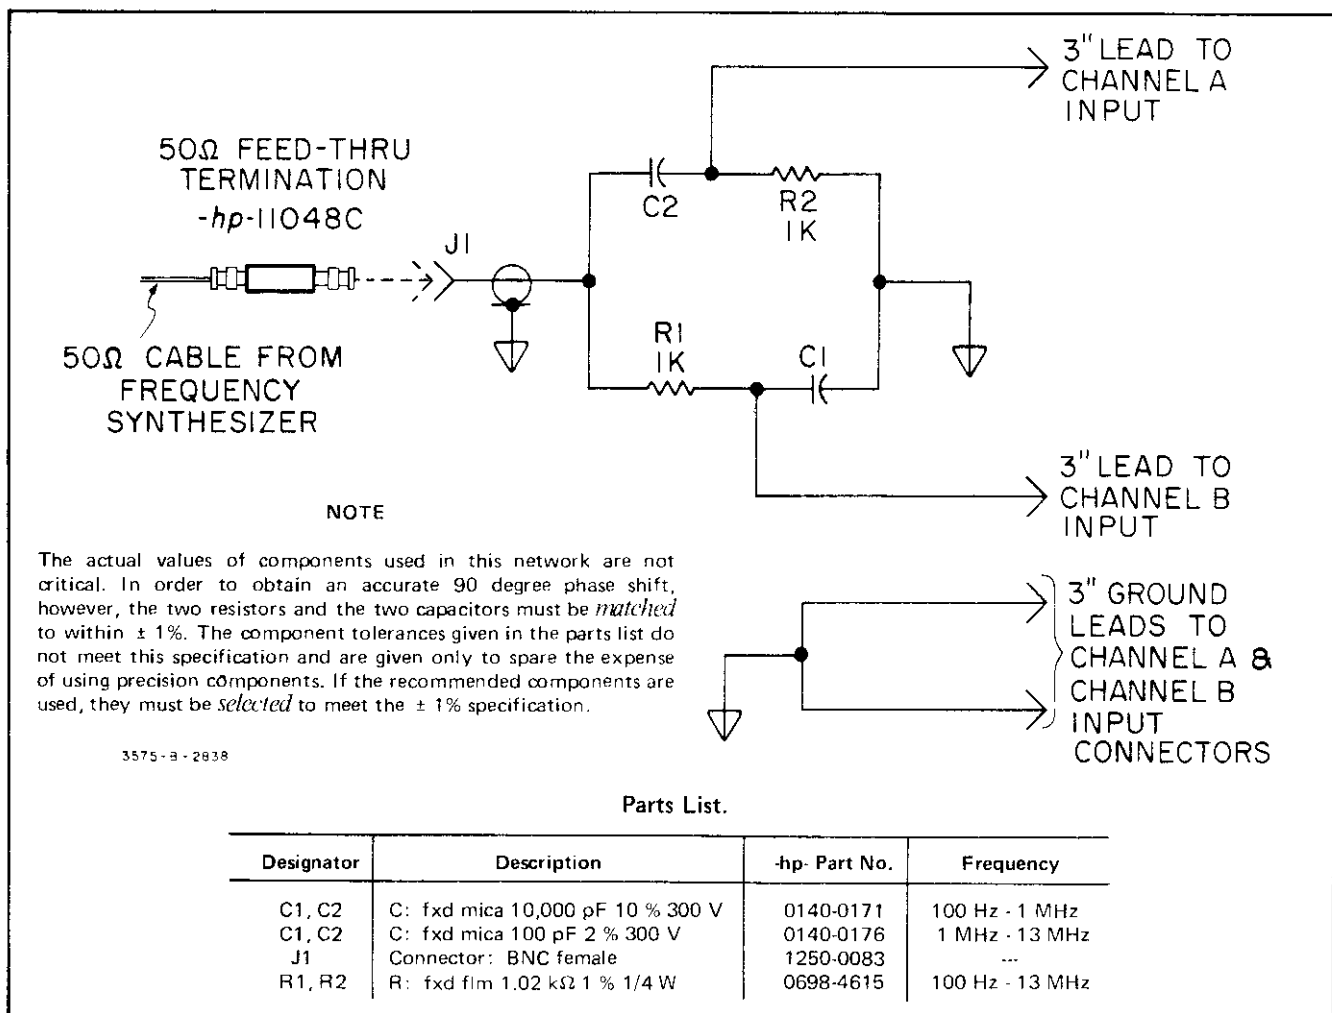 3" LEAD TO
CHANNEL A
INPUT
50Ω FEED-THRU
TERMINATION
-hp-11048C
J1
C2
R2
1K
R1
1K
C1
50Ω CABLE FROM
FREQUENCY
SYNTHESIZER
3" LEAD TO
CHANNEL B
INPUT
NOTE
The actual values of components used in this network are not
critical. In order to obtain an accurate 90 degree phase shift,
however, the two resistors and the two capacitors must be matched
to within ± 1%. The component tolerances given in the parts list do
not meet this specification and are given only to spare the expense
of using precision components. If the recommended components are
used, they must be selected to meet the ± 1% specification.
3575-B-2838
3" GROUND
LEADS TO
CHANNEL A &
CHANNEL B
INPUT
CONNECTORS
Parts List.
Designator Description -hp- Part No. Frequency
C1, C2 C: fxd mica 10,000 pF 10 % 300 V 0140-0171 100 Hz - 1 MHz
C1, C2 C: fxd mica 100 pF 2 % 300 V 0140-0176 1 MHz - 13 MHz
J1 Connector: BNC female 1250-0083 ---
R1, R2 R: fxd flm 1.02 kΩ 1 % 1/4 W 0698-4615 100 Hz - 13 MHz